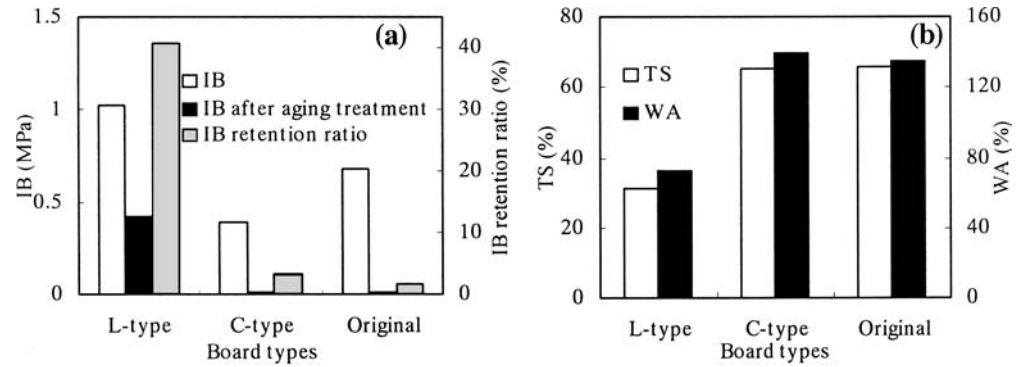 (a)
IB (MPa)
1.5
1
0.5
0
IB
IB after aging treatment
IB retention ratio
40
30
20
10
0
IB retention ratio (%)
L-type C-type Original
Board types
(b)
TS (%)
80
60
40
20
0
TS
WA
160
120
80
40
0
WA (%)
L-type C-type Original
Board types